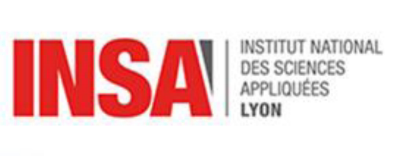 INSA
INSTITUT NATIONAL
DES SCIENCES
APPLIQUÉES
LYON